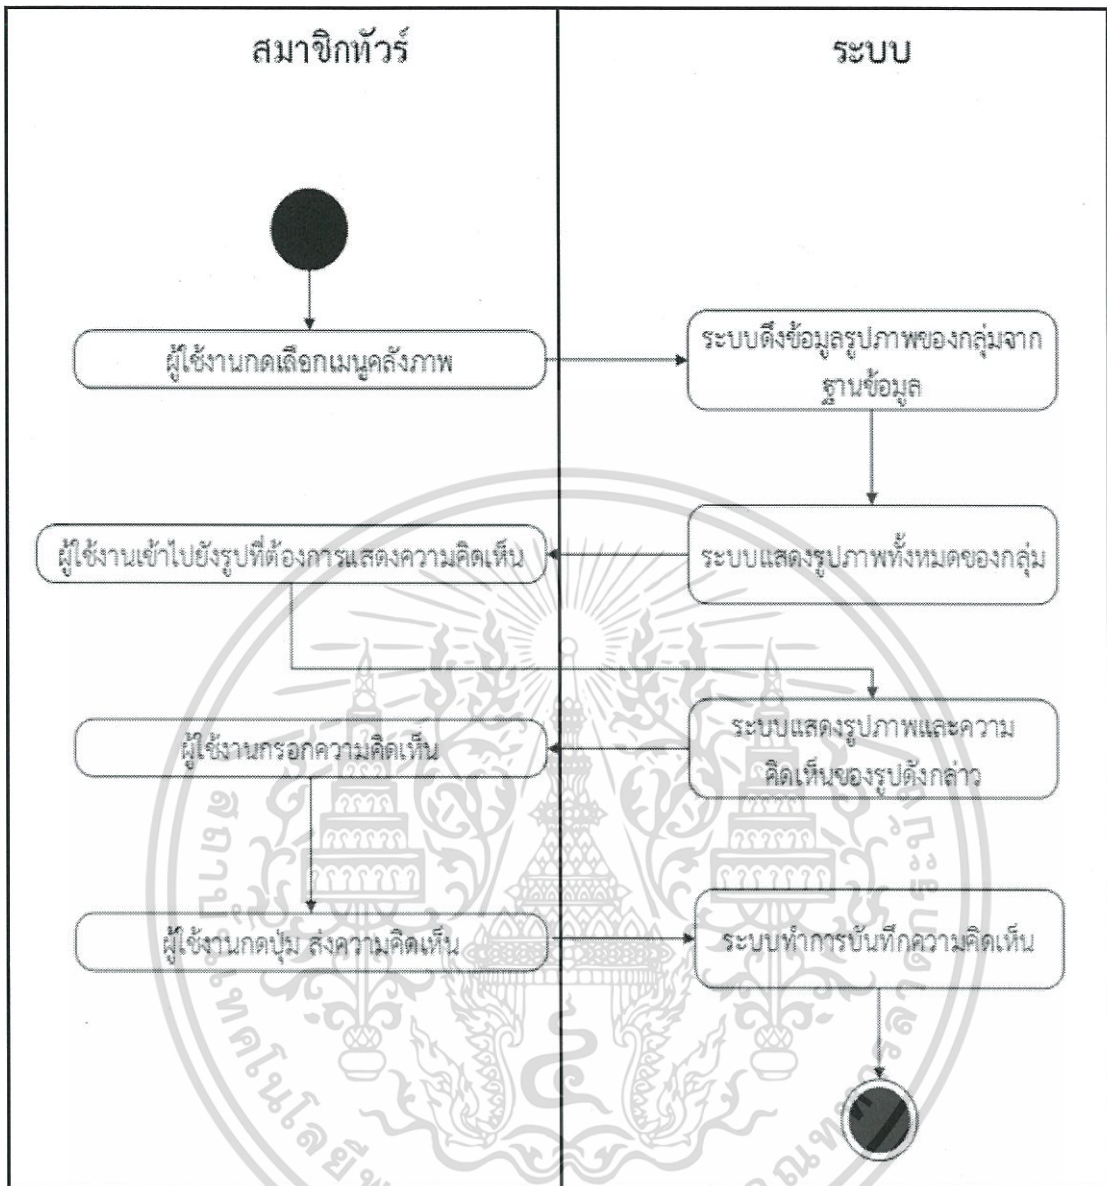 สมาชิกทัวร์
ระบบ
ผู้ใช้งานกดเลือกเมนูคลังภาพ
ระบบดึงข้อมูลรูปภาพของกลุ่มจาก
ฐานข้อมูล
ผู้ใช้งานเข้าไปยังรูปที่ต้องการแสดงความคิดเห็น
ระบบแสดงรูปภาพทั้งหมดของกลุ่ม
ผู้ใช้งานกรอกความคิดเห็น
ระบบแสดงรูปภาพและความ
คิดเห็นของรูปดังกล่าว
ผู้ใช้งานกดปุ่ม ส่งความคิดเห็น
ระบบทำการบันทึกความคิดเห็น